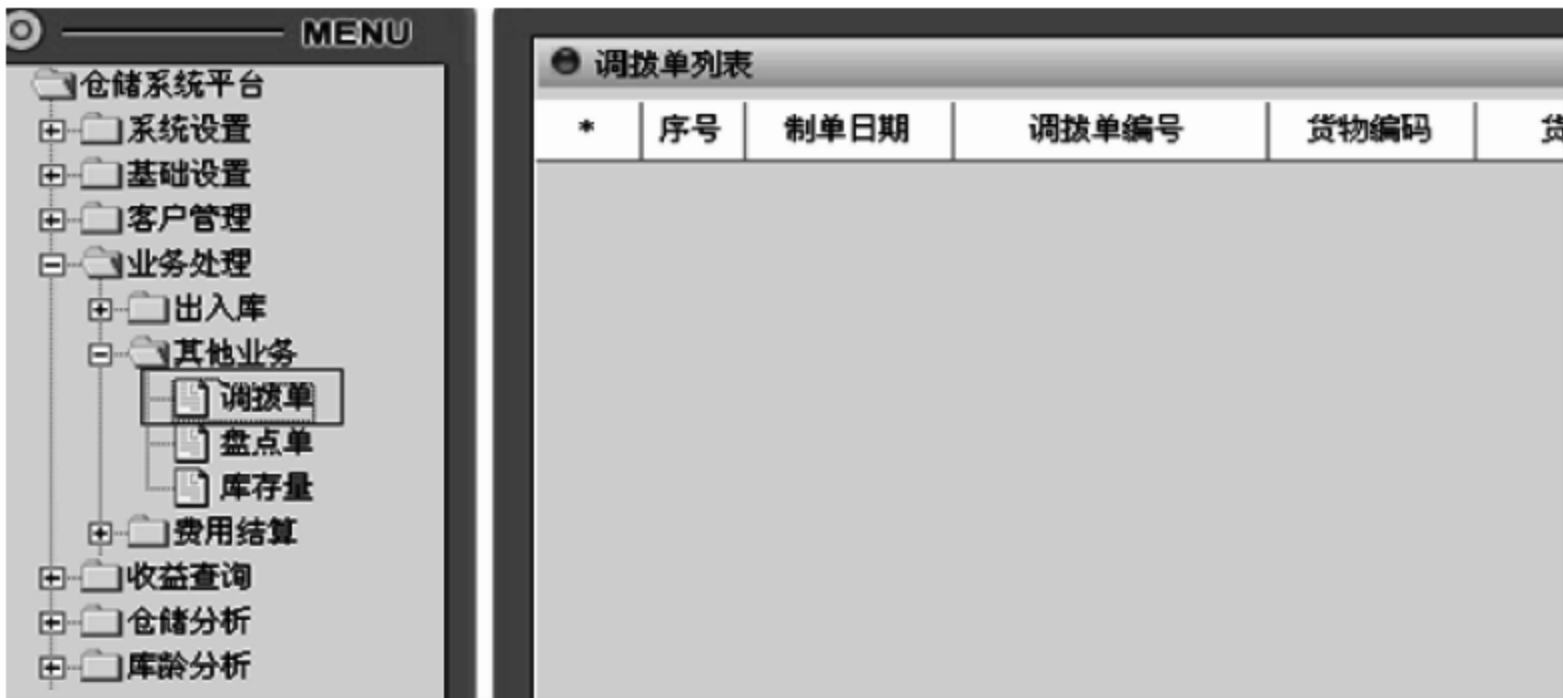 MENU
仓储系统平台
系统设置
基础设置
客户管理
业务处理
出入库
其他业务
调拨单
盘点单
库存量
费用结算
收益查询
仓储分析
库龄分析
调拨单列表
* 序号 制单日期 调拨单编号 货物编码